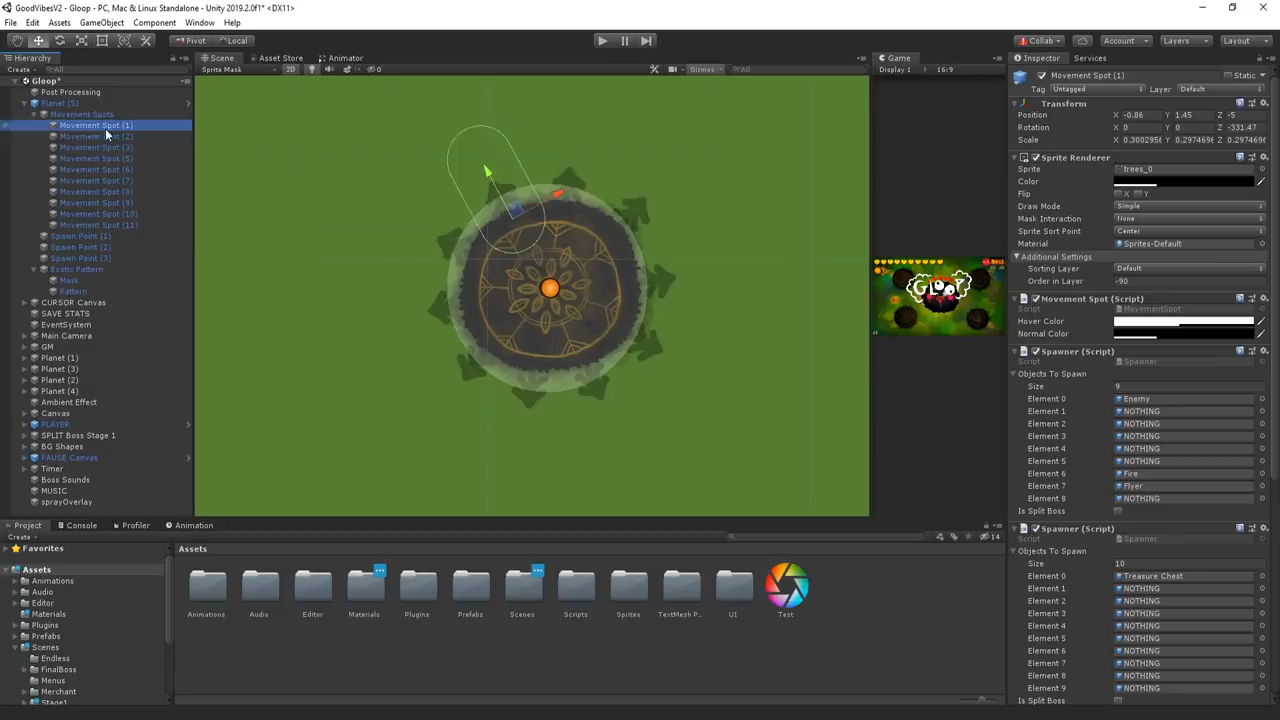 GoodVibesV2 - Gloop - PC, Mac & Linux Standalone - Unity 2019.2.0f1* <DX11>
File Edit Assets GameObject Component Window Help
Pivot Local Collab Account Layers Layout
Hierarchy Scene Asset Store Animator Game Inspector Services
Create All Sprite Mask 2D 0 Gizmos All Display 1 16:9
Gloop*
Post Processing
Planet (5)
Movement Spots
Movement Spot (1)
Movement Spot (2)
Movement Spot (3)
Movement Spot (5)
Movement Spot (6)
Movement Spot (7)
Movement Spot (8)
Movement Spot (9)
Movement Spot (10)
Movement Spot (11)
Spawn Point (1)
Spawn Point (2)
Spawn Point (3)
Exotic Pattern
Mask
Pattern
CURSOR Canvas
SAVE STATS
EventSystem
Main Camera
GM
Planet (1)
Planet (3)
Planet (2)
Planet (4)
Ambient Effect
Canvas
PLAYER
SPLIT Boss Stage 1
BG Shapes
PAUSE Canvas
Timer
Boss Sounds
MUSIC
sprayOverlay
GLOOP
Movement Spot (1) Static
Tag Untagged Layer Default
Transform
Position X -0.86 Y 1.45 Z -5
Rotation X 0 Y 0 Z -331.47
Scale X 0.3002956 Y 0.2974696 Z 0.2974696
Sprite Renderer
Sprite trees_0
Color
Flip X Y
Draw Mode Simple
Mask Interaction None
Sprite Sort Point Center
Material Sprites-Default
Additional Settings
Sorting Layer Default
Order in Layer -90
Movement Spot (Script)
Script MovementSpot
Hover Color
Normal Color
Spawner (Script)
Script Spawner
Objects To Spawn
Size 9
Element 0 Enemy
Element 1 NOTHING
Element 2 NOTHING
Element 3 NOTHING
Element 4 NOTHING
Element 5 NOTHING
Element 6 Fire
Element 7 Flyer
Element 8 NOTHING
Is Split Boss
Spawner (Script)
Script Spawner
Objects To Spawn
Size 10
Element 0 Treasure Chest
Element 1 NOTHING
Element 2 NOTHING
Element 3 NOTHING
Element 4 NOTHING
Element 5 NOTHING
Element 6 NOTHING
Element 7 NOTHING
Element 8 NOTHING
Element 9 NOTHING
Is Split Boss
Project Console Profiler Animation
Create 14
Favorites
Assets
Animations
Audio
Editor
Materials
Plugins
Prefabs
Scenes
Endless
FinalBoss
Menus
Merchant
Stage1
Assets
Animations Audio Editor Materials Plugins Prefabs Scenes Scripts Sprites TextMesh P... UI Test